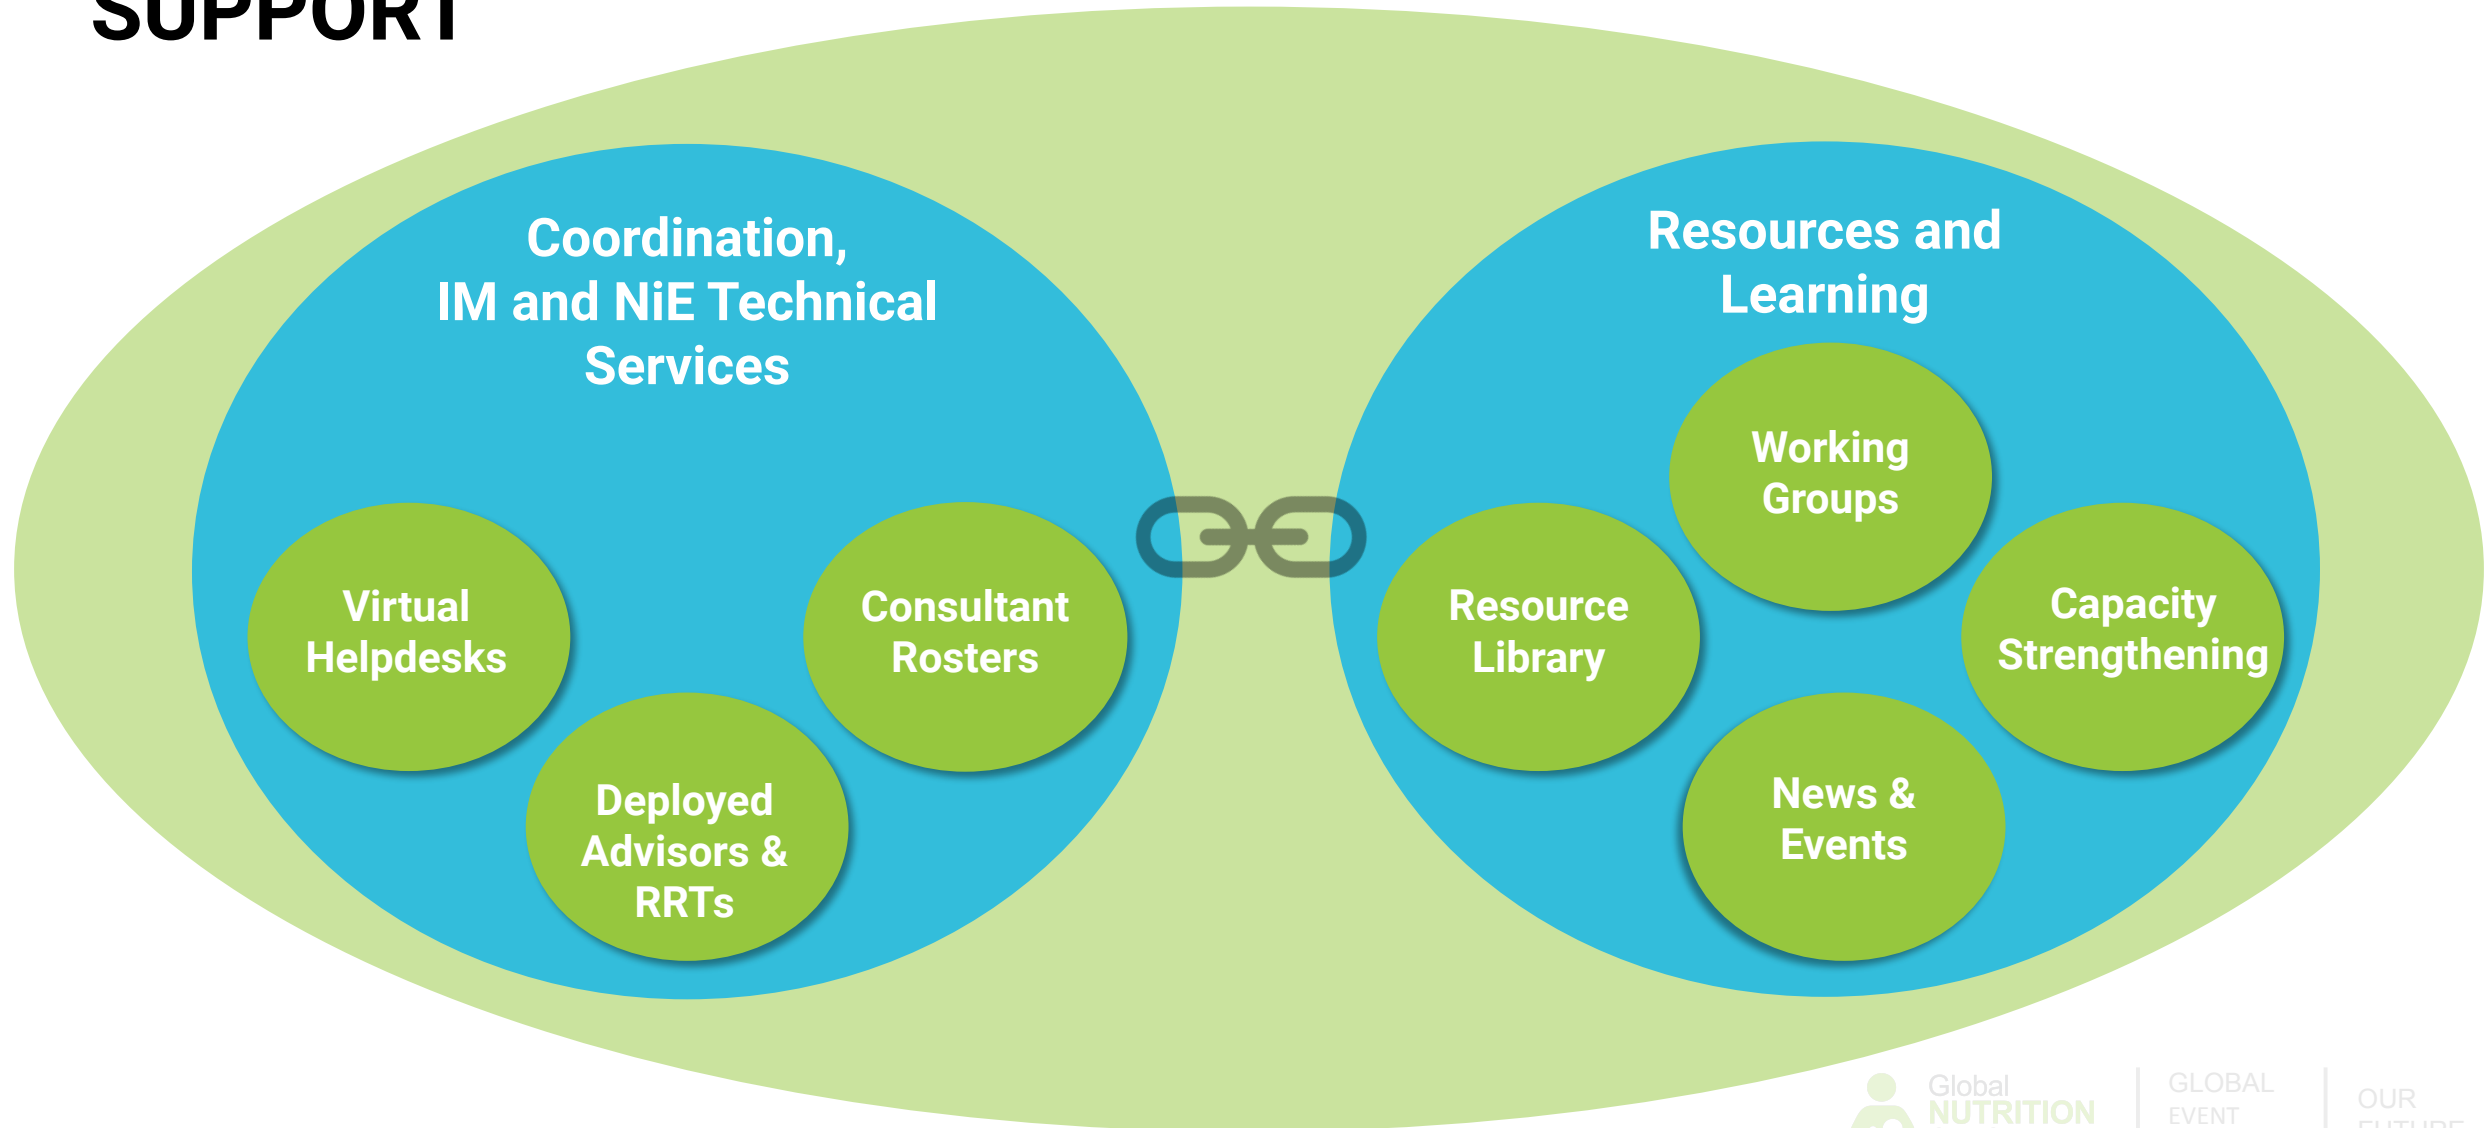 SUPPORT
Coordination,
IM and NiE Technical
Services
Virtual
Helpdesks
Consultant
Rosters
Deployed
Advisors &
RRTs
Resources and
Learning
Working
Groups
Resource
Library
Capacity
Strengthening
News &
Events
Global
NUTRITION
GLOBAL
EVENT
OUR
FUTURE